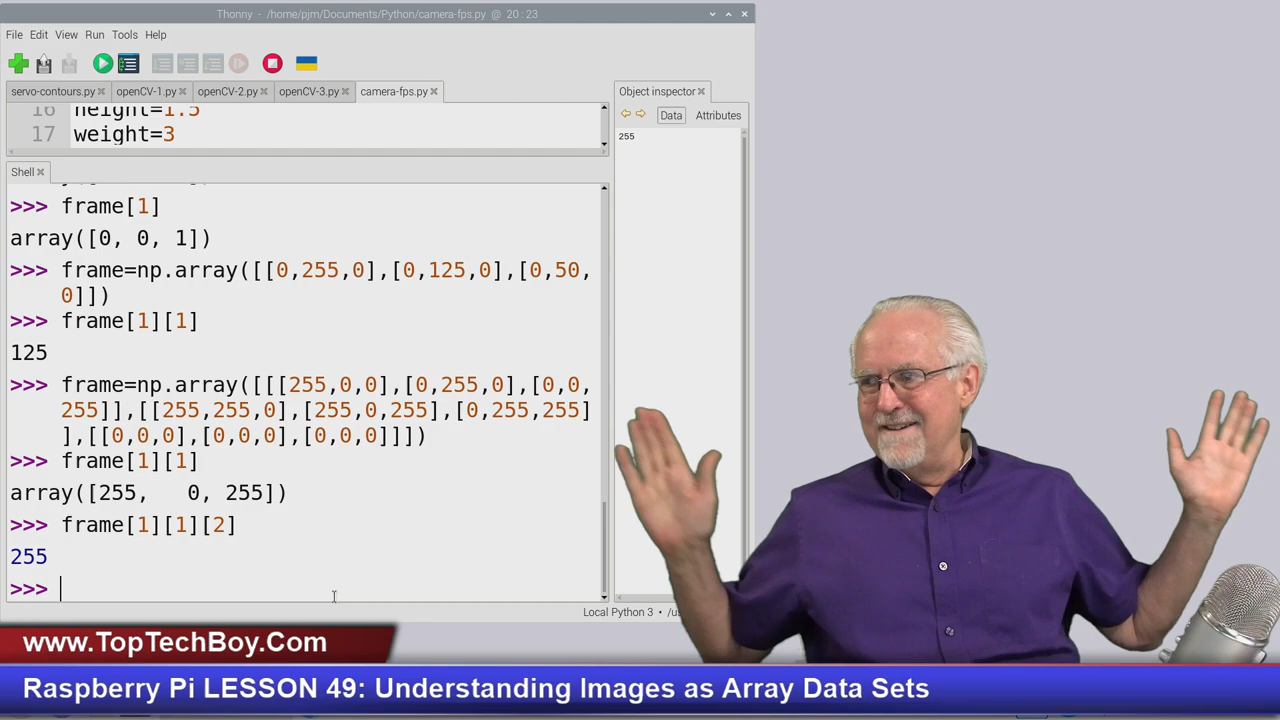 Thonny - /home/pjm/Documents/Python/camera-fps.py @ 20:23
File Edit View Run Tools Help
servo-contours.py openCV-1.py openCV-2.py openCV-3.py camera-fps.py
16 height=1.5
17 weight=3
Object inspector
Data Attributes
255
Shell
>>> frame[1]
array([0, 0, 1])
>>> frame=np.array([[0,255,0],[0,125,0],[0,50,
0]])
>>> frame[1][1]
125
>>> frame=np.array([[[255,0,0],[0,255,0],[0,0,
255]],[[255,255,0],[255,0,255],[0,255,255]
],[[0,0,0],[0,0,0],[0,0,0]]])
>>> frame[1][1]
array([255,   0, 255])
>>> frame[1][1][2]
255
>>>
Local Python 3 •
www.TopTechBoy.Com
Raspberry Pi LESSON 49: Understanding Images as Array Data Sets